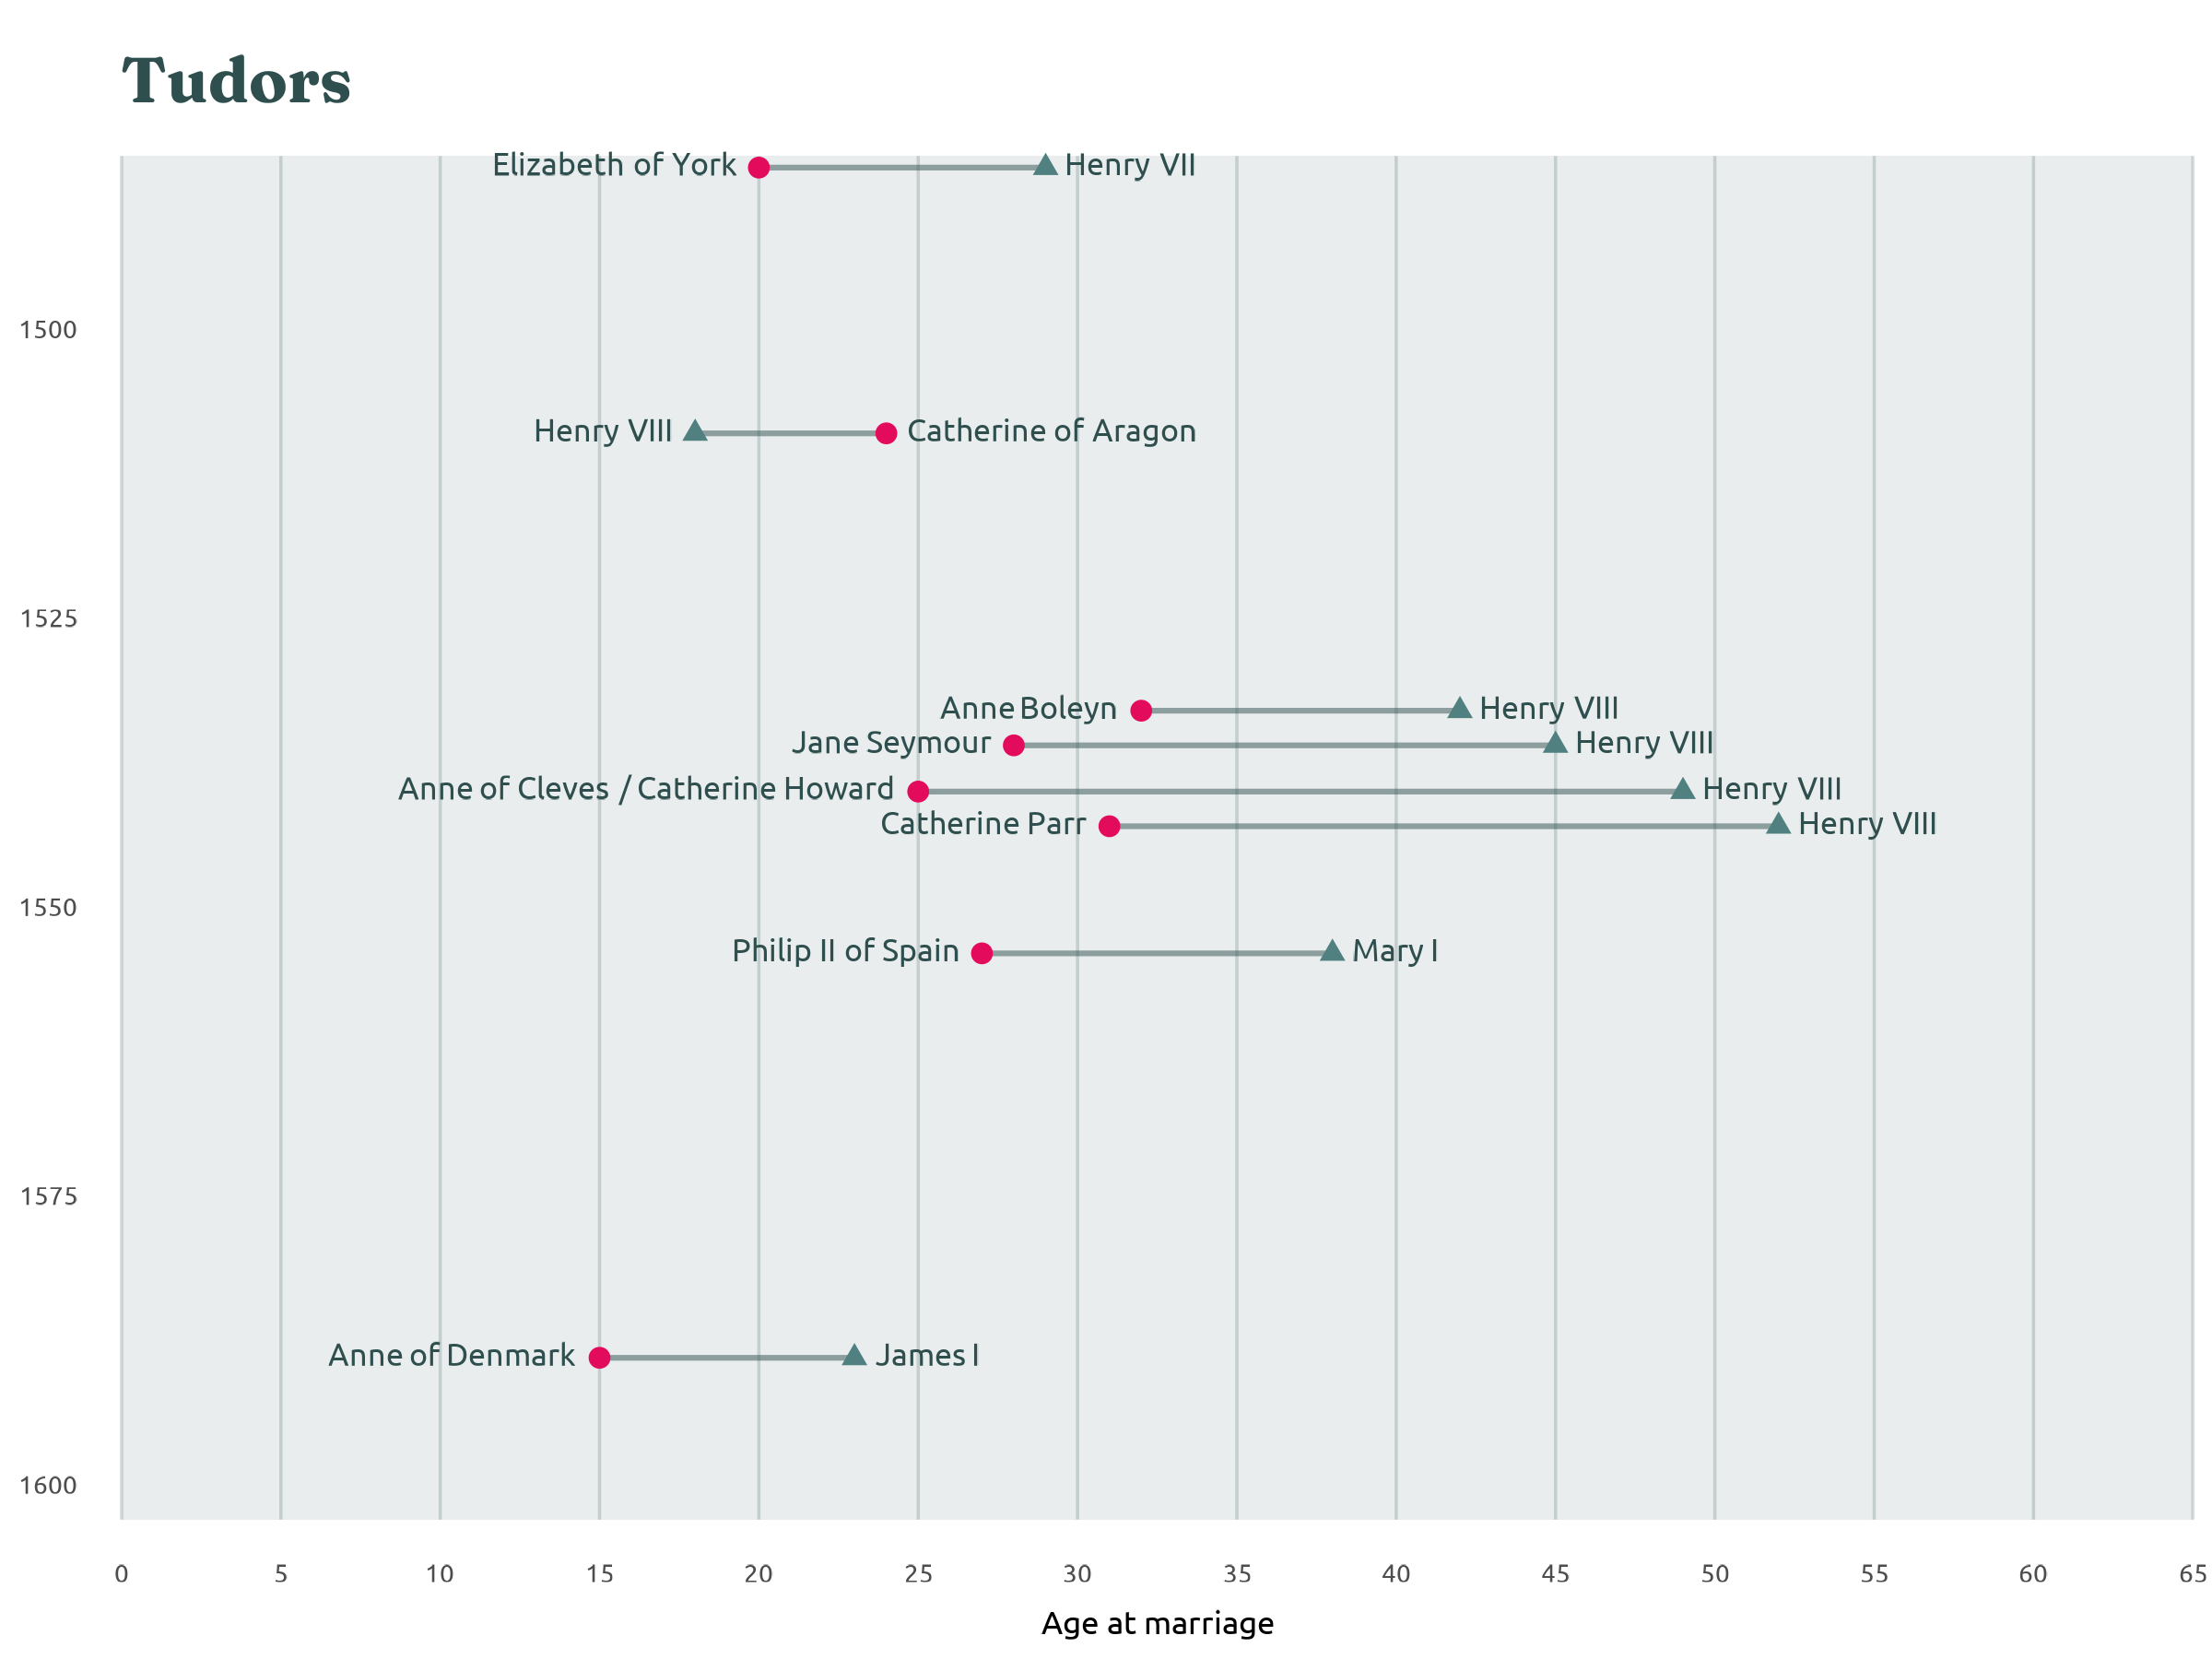 Tudors
Elizabeth of York Henry VII
1500
Henry VIII Catherine of Aragon
1525
Anne Boleyn Henry VIII
Jane Seymour Henry VIII
Anne of Cleves / Catherine Howard Henry VIII
Catherine Parr Henry VIII
1550
Philip II of Spain Mary I
1575
Anne of Denmark James I
1600
0 5 10 15 20 25 30 35 40 45 50 55 60 65
Age at marriage